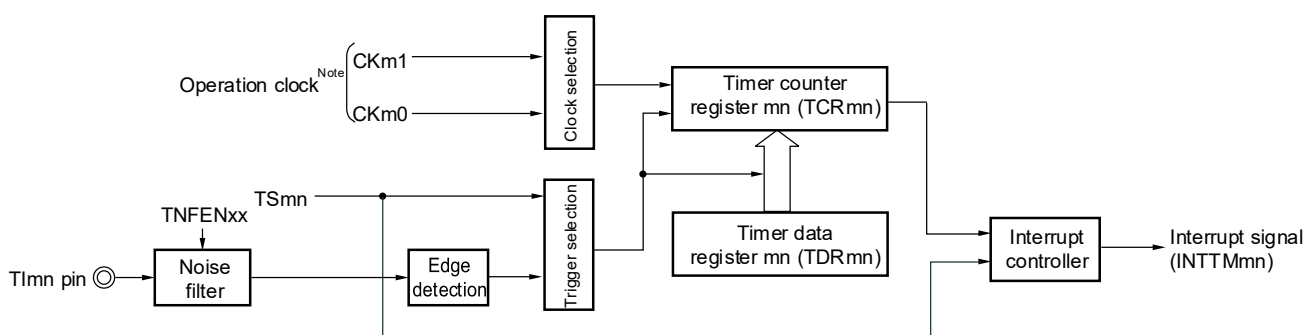 Operation clock Note
CKm1
CKm0
Clock selection
Timer counter
register mn (TCRmn)
TSmn
TNFENxx
TImn pin
Noise
filter
Edge
detection
Trigger selection
Timer data
register mn (TDRmn)
Interrupt
controller
Interrupt signal
(INTTMmn)